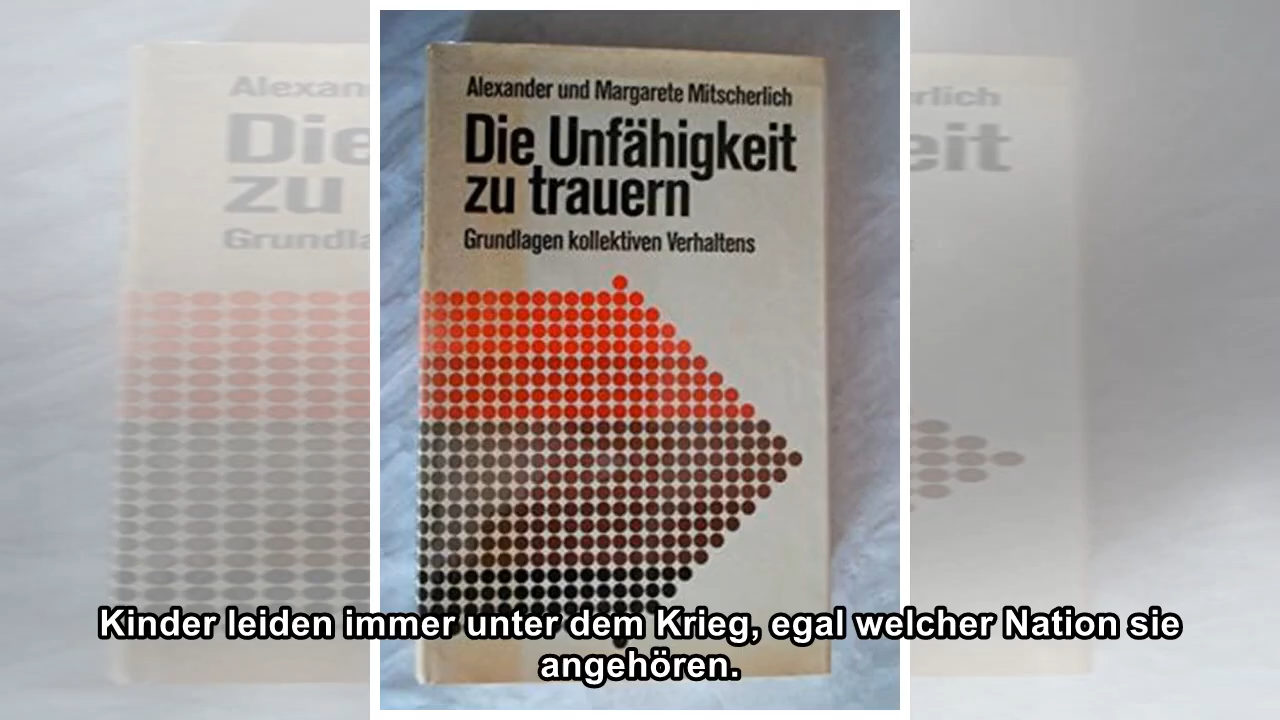 Alexander und Margarete Mitscherlich
Die Unfähigkeit
zu trauern
Grundlagen kollektiven Verhaltens
Kinder leiden immer unter dem Krieg, egal welcher Nation sie
angehören.